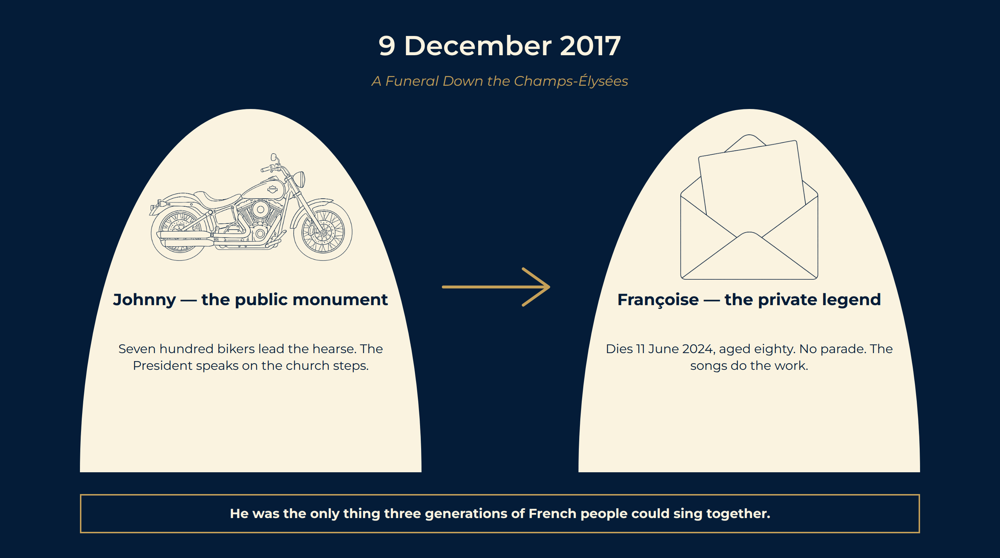 9 December 2017
A Funeral Down the Champs-Élysées
Johnny — the public monument
Seven hundred bikers lead the hearse. The
President speaks on the church steps.
Françoise — the private legend
Dies 11 June 2024, aged eighty. No parade. The
songs do the work.
He was the only thing three generations of French people could sing together.